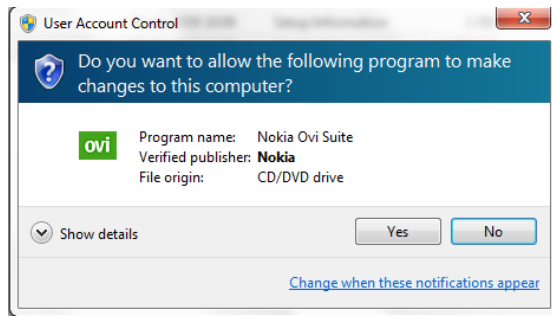 User Account Control
Do you want to allow the following program to make
changes to this computer?
ovi
Program name: Nokia Ovi Suite
Verified publisher: Nokia
File origin: CD/DVD drive
Show details
Yes
No
Change when these notifications appear